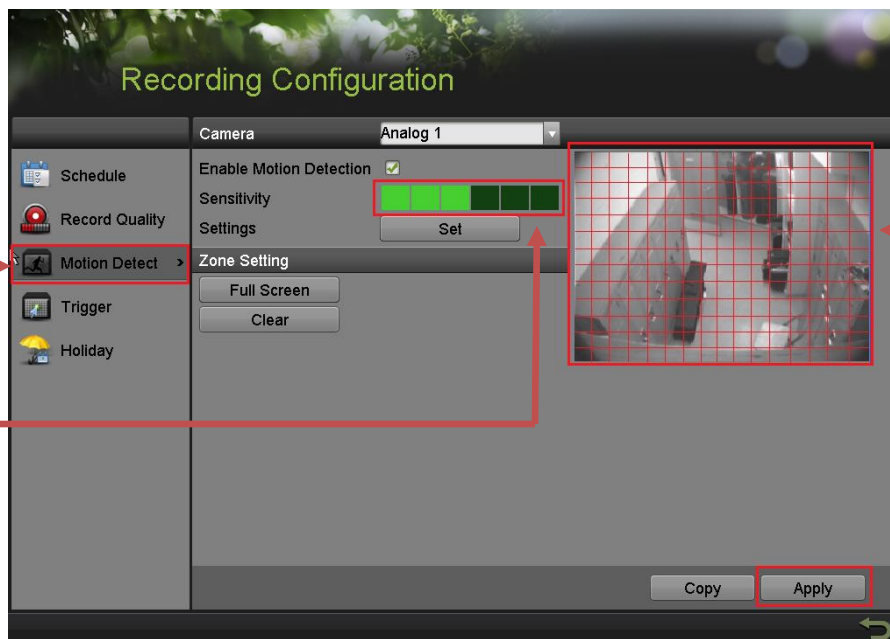 Recording Configuration
Camera
Analog 1
Schedule
Record Quality
Motion Detect >
Trigger
Holiday
Enable Motion Detection
Sensitivity
Settings
Set
Zone Setting
Full Screen
Clear
Copy
Apply